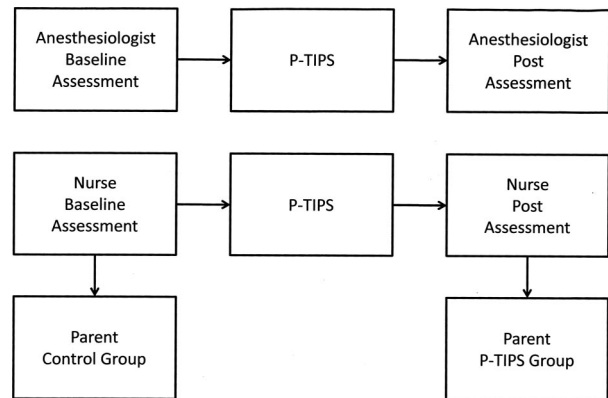 Anesthesiologist
Baseline
Assessment
P-TIPS
Anesthesiologist
Post
Assessment
Nurse
Baseline
Assessment
P-TIPS
Nurse
Post
Assessment
Parent
Control Group
Parent
P-TIPS Group